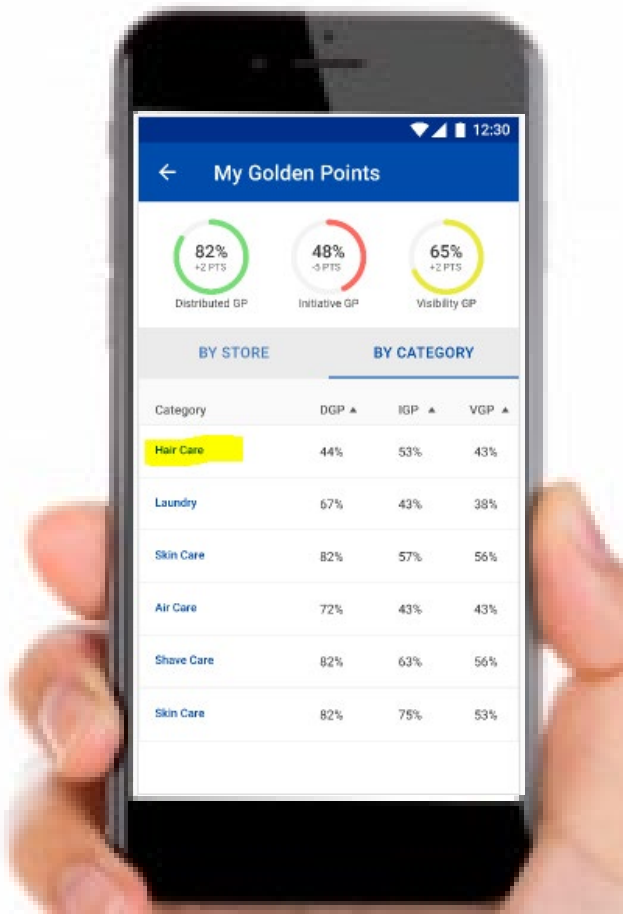 12:30
My Golden Points
82% 48% 65%
+2 PTS -5 PTS +2 PTS
Distributed GP Initiative GP Visibility GP
BY STORE BY CATEGORY
Category DGP ▲ IGP ▲ VGP ▲
Hair Care 44% 53% 43%
Laundry 67% 43% 38%
Skin Care 82% 57% 56%
Air Care 72% 43% 43%
Shave Care 82% 63% 56%
Skin Care 82% 75% 53%